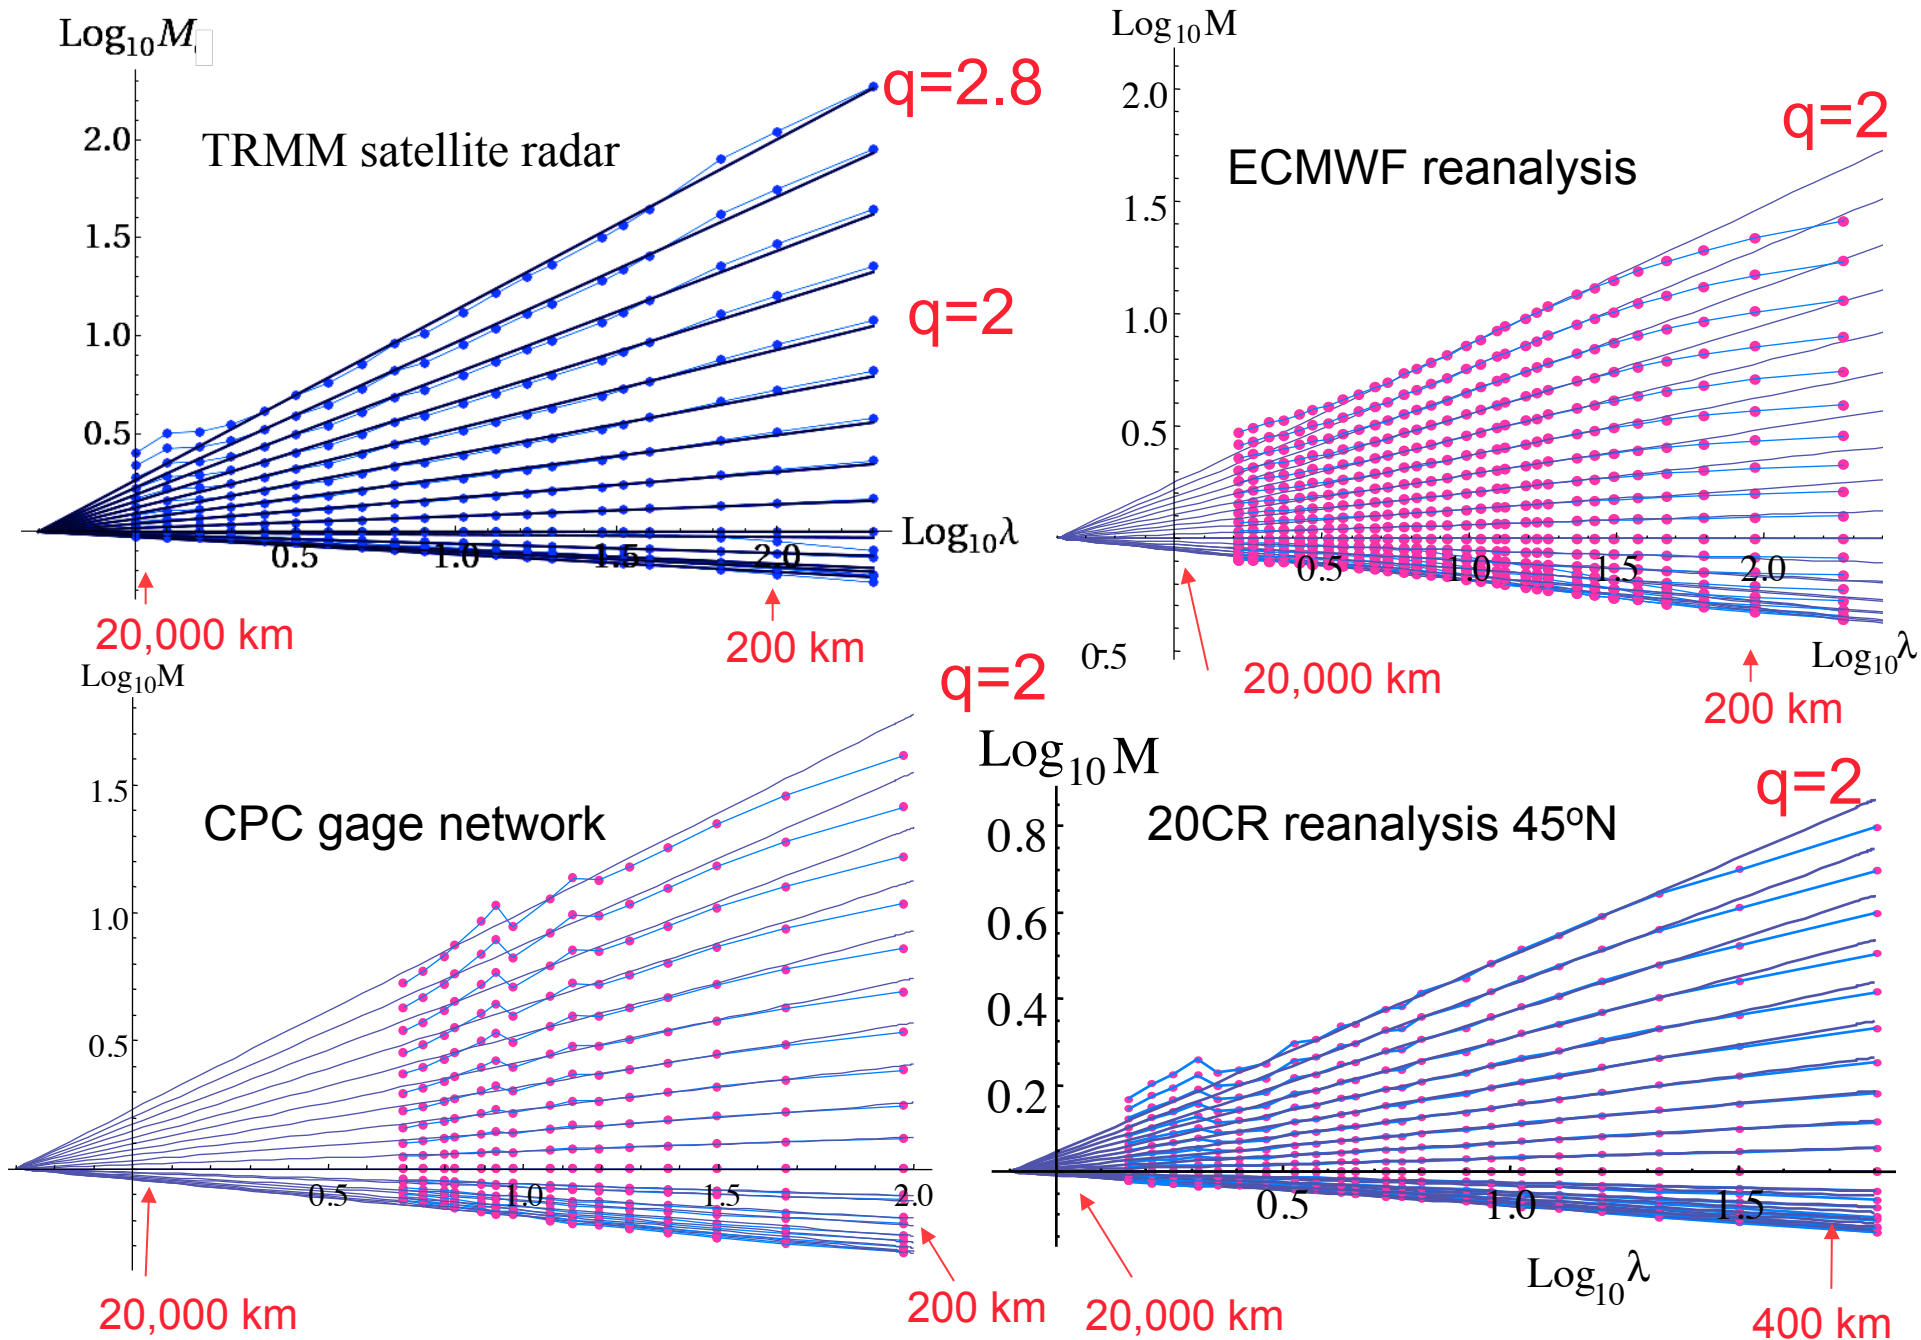 Log₁₀M
q=2.8
TRMM satellite radar
2.0
1.5
q=2
1.0
0.5
Log₁₀λ
0.5
1.0
1.5
2.0
20,000 km
200 km
Log₁₀M
2.0
q=2
ECMWF reanalysis
1.5
1.0
0.5
0.5
1.0
1.5
2.0
0.5
Log₁₀λ
20,000 km
200 km
Log₁₀M
q=2
1.5
CPC gage network
1.0
0.5
0.5
1.0
1.5
2.0
20,000 km
200 km
Log₁₀M
q=2
0.8
20CR reanalysis 45ºN
0.6
0.4
0.2
0.5
1.0
1.5
Log₁₀λ
20,000 km
400 km